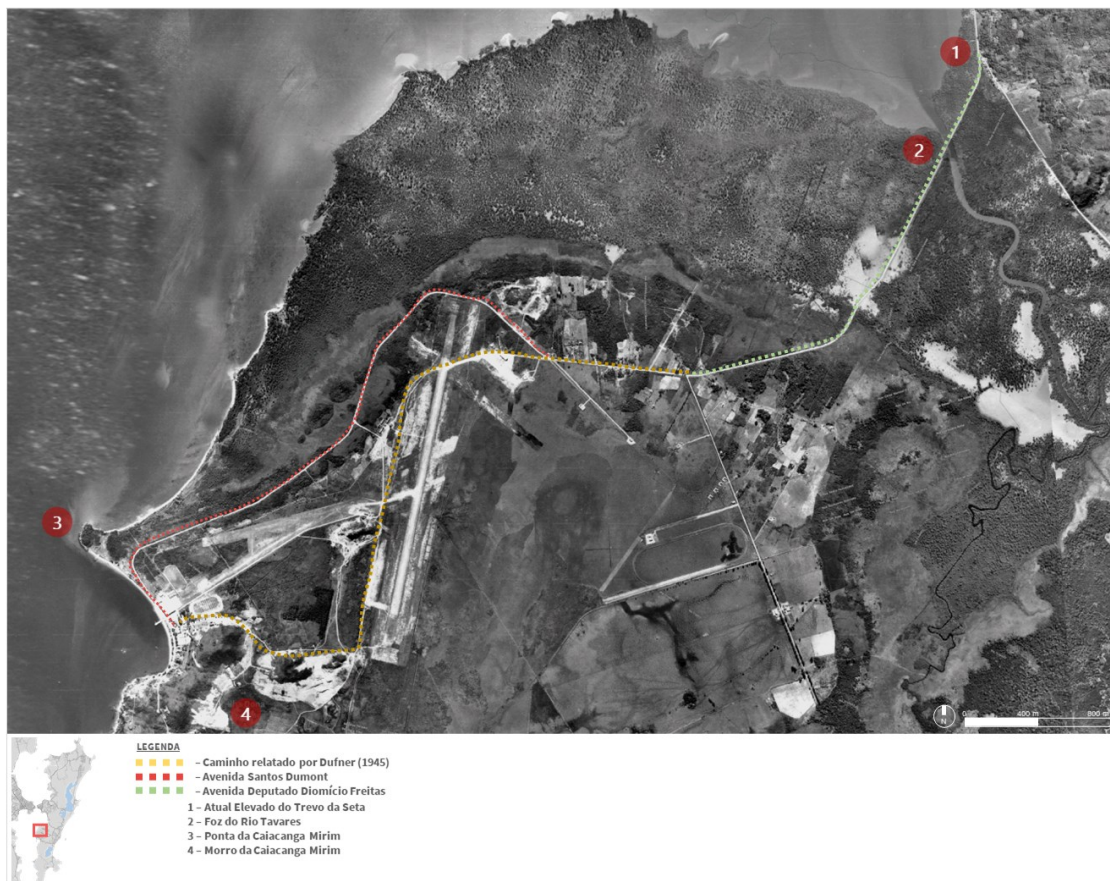 1
2
3
4
N
0
400 m
800 m
LEGENDA
– Caminho relatado por Dufner (1945)
– Avenida Santos Dumont
– Avenida Deputado Diomício Freitas
1 – Atual Elevado do Trevo da Seta
2 – Foz do Rio Tavares
3 – Ponta da Caiacanga Mirim
4 – Morro da Caiacanga Mirim